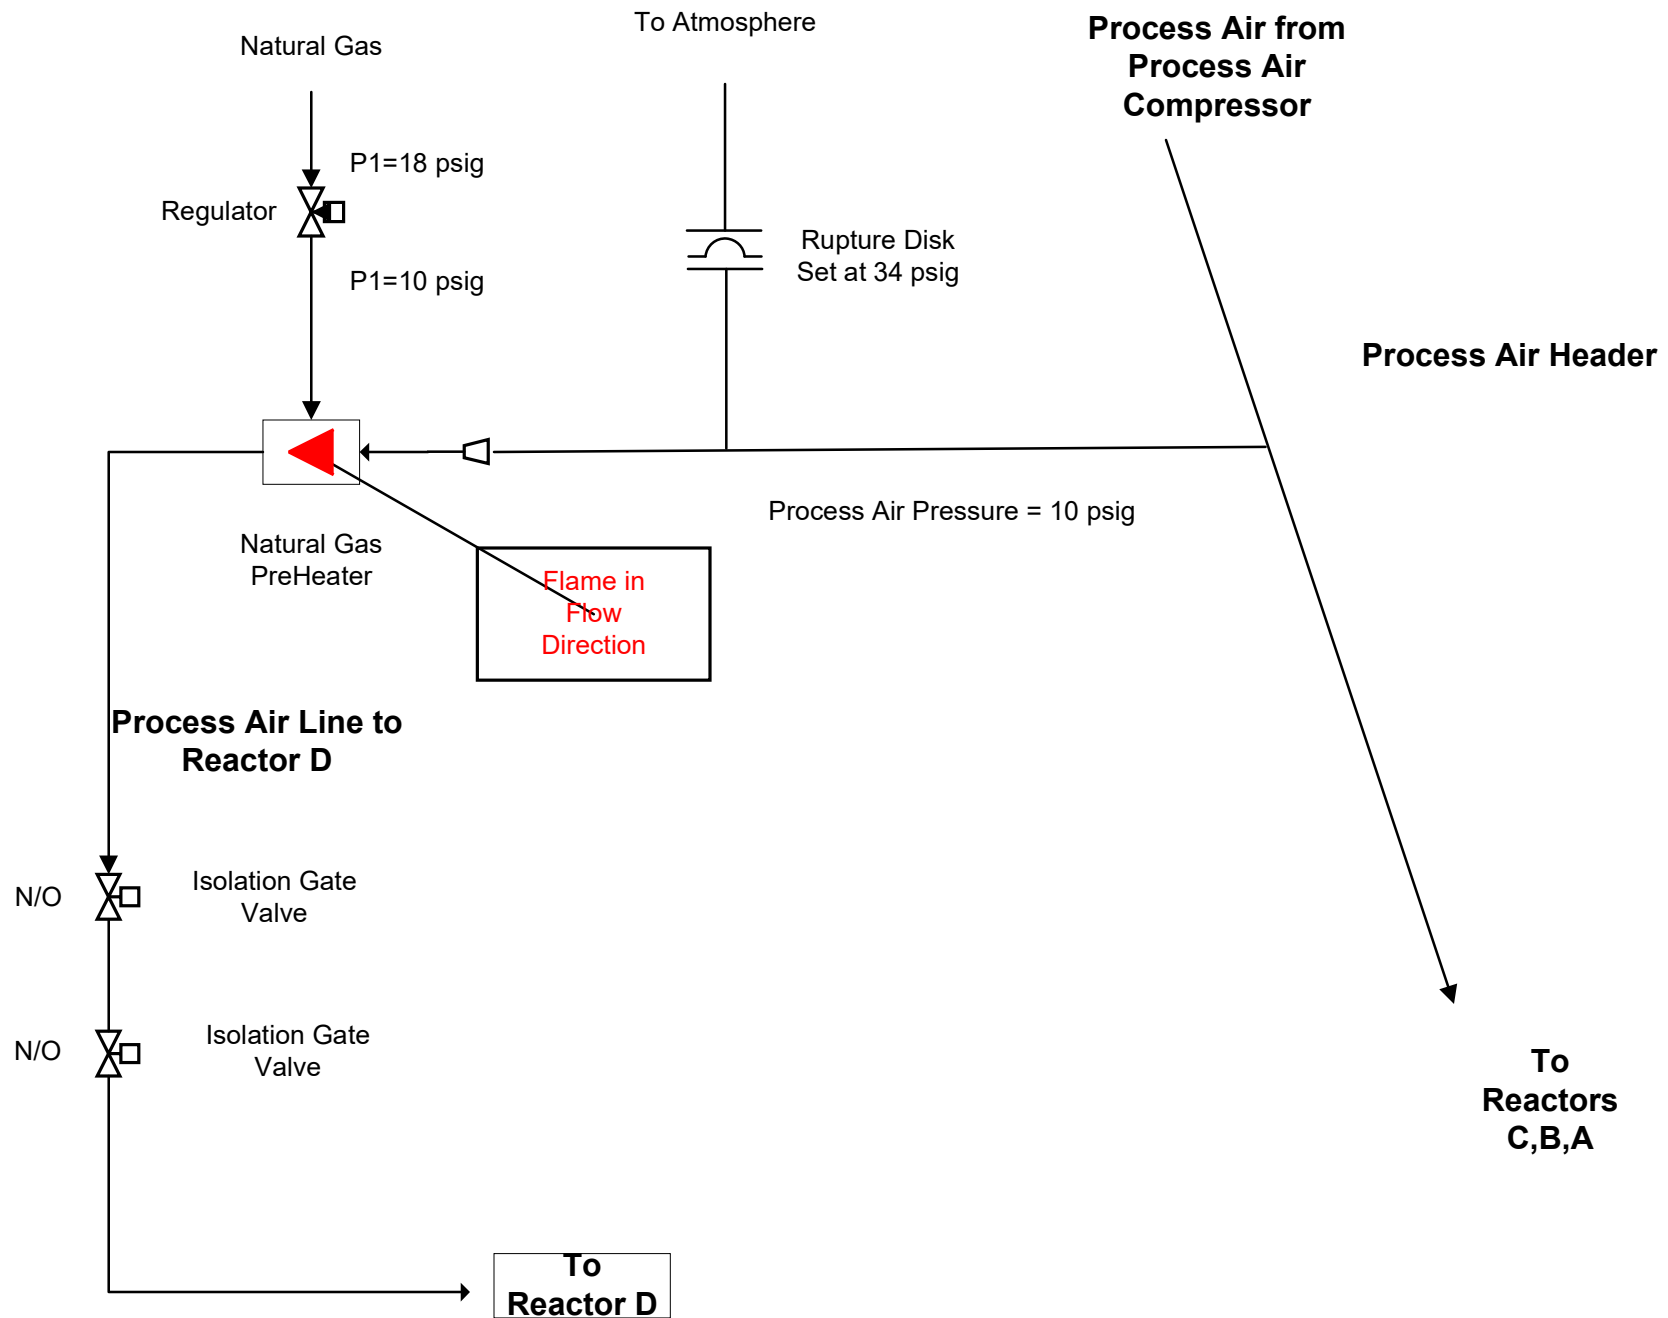 To Atmosphere
Process Air from
Process Air
Compressor
Natural Gas
P1=18 psig
Regulator
Rupture Disk
Set at 34 psig
P1=10 psig
Process Air Header
Process Air Pressure = 10 psig
Natural Gas
PreHeater
Flame in
Flow
Direction
Process Air Line to
Reactor D
N/O
Isolation Gate
Valve
N/O
Isolation Gate
Valve
To
Reactors
C,B,A
To
Reactor D